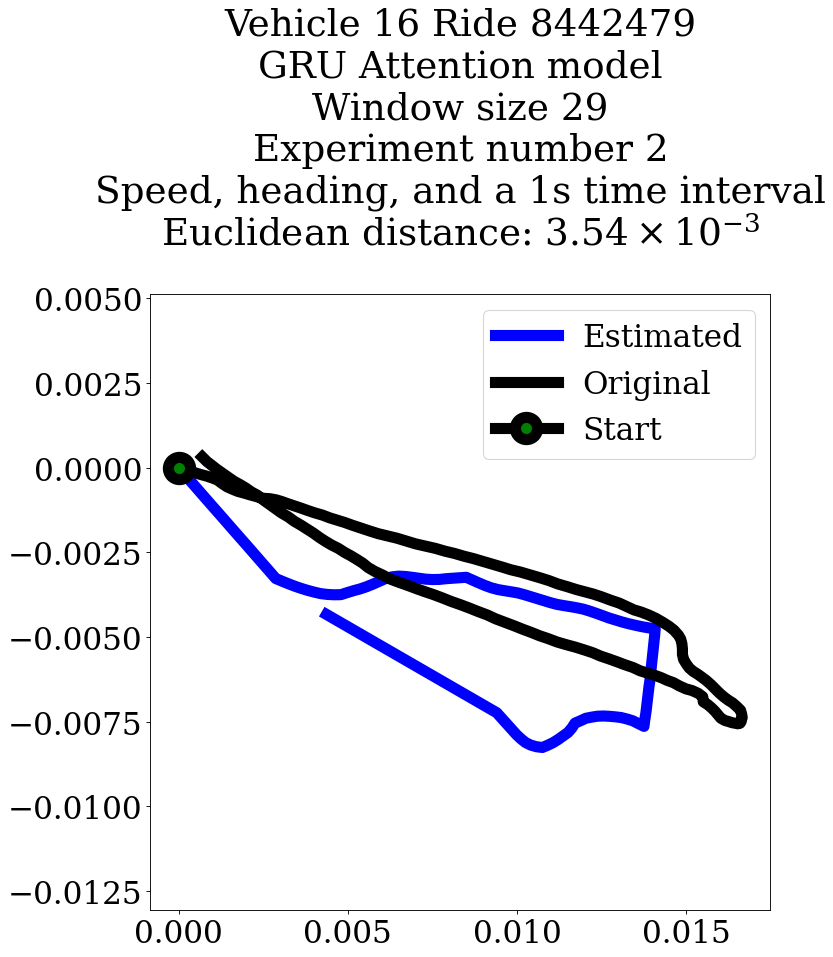 Vehicle 16 Ride 8442479
GRU Attention model
Window size 29
Experiment number 2
Speed, heading, and a 1s time interval
Euclidean distance: 3.54 × 10⁻³
0.0050
0.0025
0.0000
−0.0025
−0.0050
−0.0075
−0.0100
−0.0125
Estimated
Original
Start
0.000 0.005 0.010 0.015